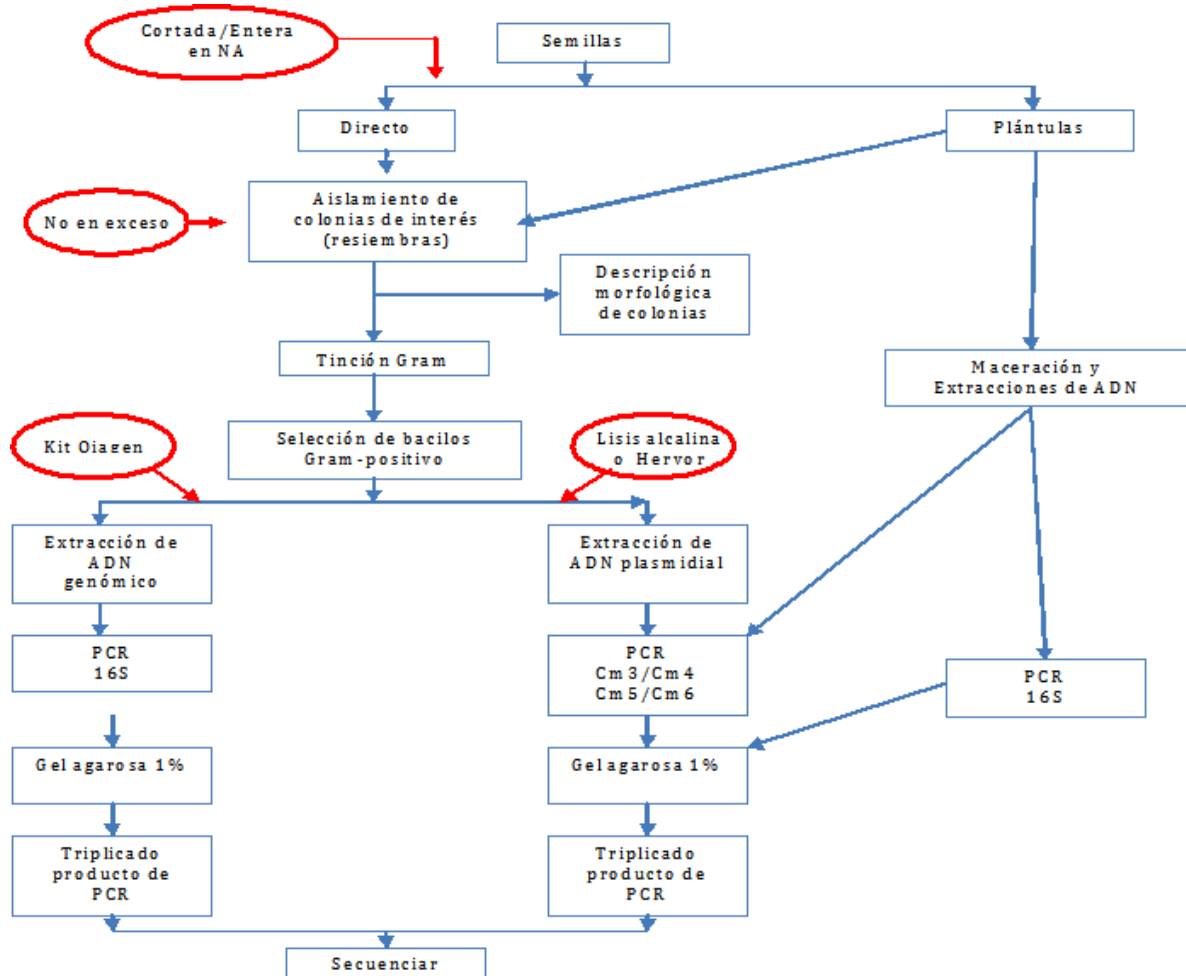 Cortada/Entera
en NA
Semillas
Directo
Plántulas
Aislamiento de
colonias de interés
(resiembras)
No en exceso
Descripción
morfológica
de colonias
Tinción Gram
Maceración y
Extracciones de ADN
Kit Qiagen
Selección de bacilos
Gram-positivo
Lisis alcalina
o Hervor
Extracción de
ADN
genómico
Extracción de
ADN plasmidial
PCR
16S
PCR
Cm3/Cm4
Cm5/Cm6
PCR
16S
Gel agarosa 1%
Gel agarosa 1%
Triplicado
producto de
PCR
Triplicado
producto de
PCR
Secuenciar